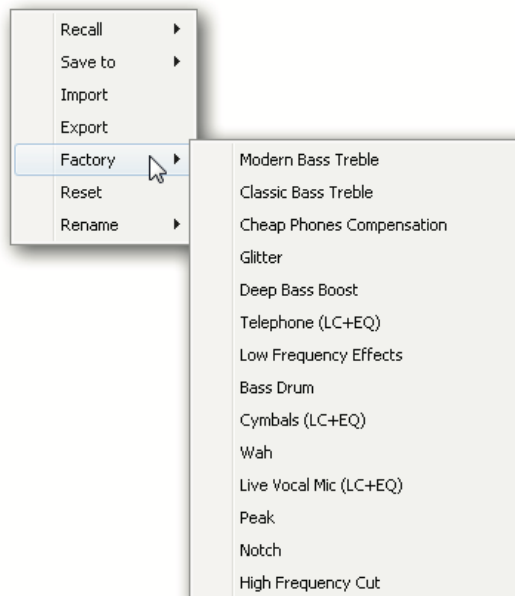 Recall
Save to
Import
Export
Factory
Reset
Rename
Modern Bass Treble
Classic Bass Treble
Cheap Phones Compensation
Glitter
Deep Bass Boost
Telephone (LC+EQ)
Low Frequency Effects
Bass Drum
Cymbals (LC+EQ)
Wah
Live Vocal Mic (LC+EQ)
Peak
Notch
High Frequency Cut